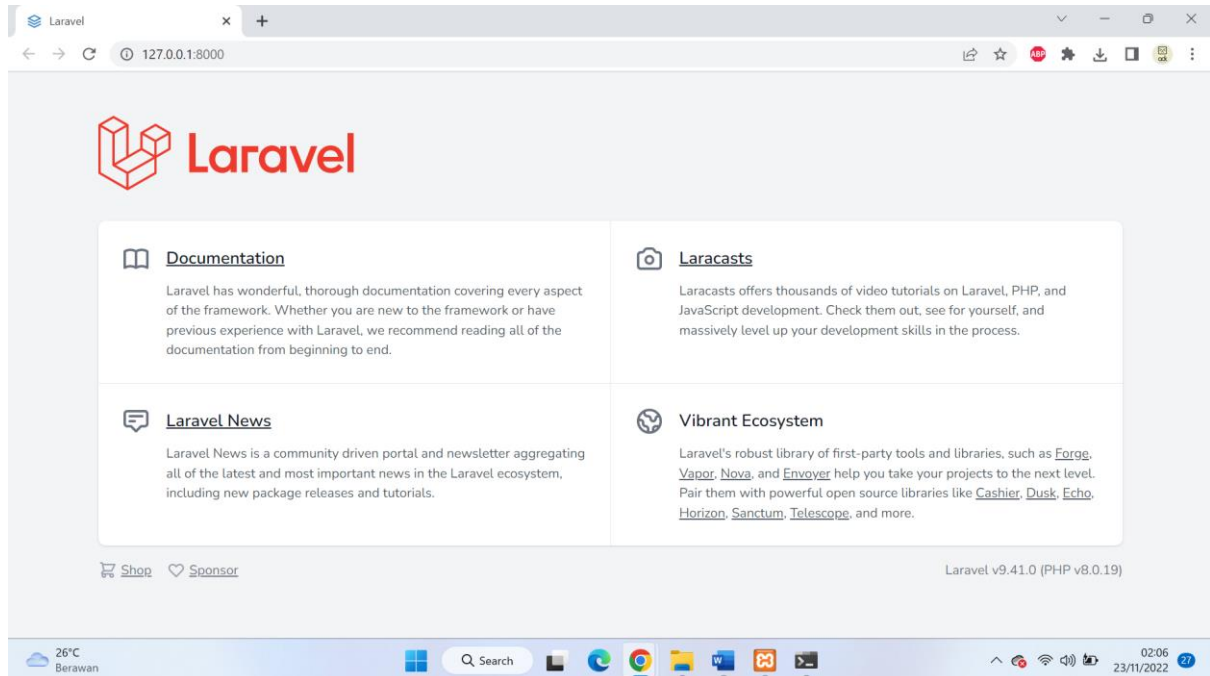 Laravel
127.0.0.1:8000
ABP
Laravel
Documentation
Laravel has wonderful, thorough documentation covering every aspect
of the framework. Whether you are new to the framework or have
previous experience with Laravel, we recommend reading all of the
documentation from beginning to end.
Laracasts
Laracasts offers thousands of video tutorials on Laravel, PHP, and
JavaScript development. Check them out, see for yourself, and
massively level up your development skills in the process.
Laravel News
Laravel News is a community driven portal and newsletter aggregating
all of the latest and most important news in the Laravel ecosystem,
including new package releases and tutorials.
Vibrant Ecosystem
Laravel's robust library of first-party tools and libraries, such as Forge,
Vapor, Nova, and Envoyer help you take your projects to the next level.
Pair them with powerful open source libraries like Cashier, Dusk, Echo,
Horizon, Sanctum, Telescope, and more.
Shop Sponsor
Laravel v9.41.0 (PHP v8.0.19)
26°C
Berawan
Search
02:06
23/11/2022
27